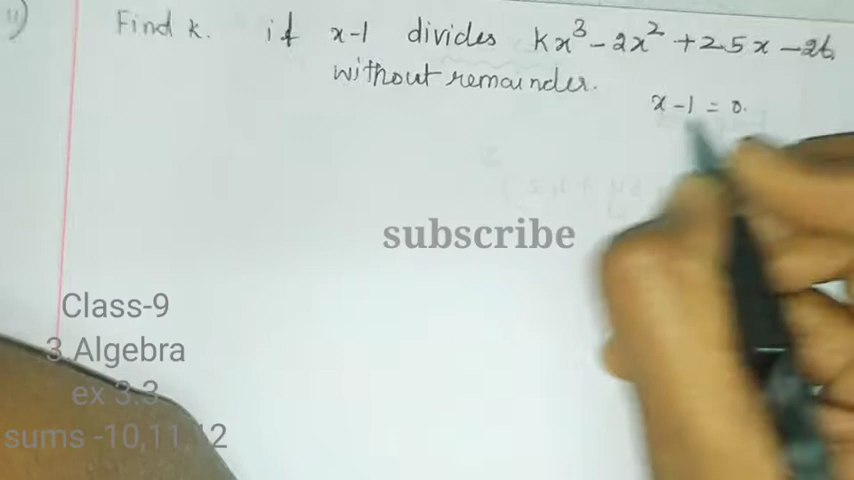 11) Find k. if x-1 divides kx³ - 2x² + 25x - 26
without remainder.
x - 1 = 0.
subscribe
Class-9
3.Algebra
ex 3.3
sums -10,11,12